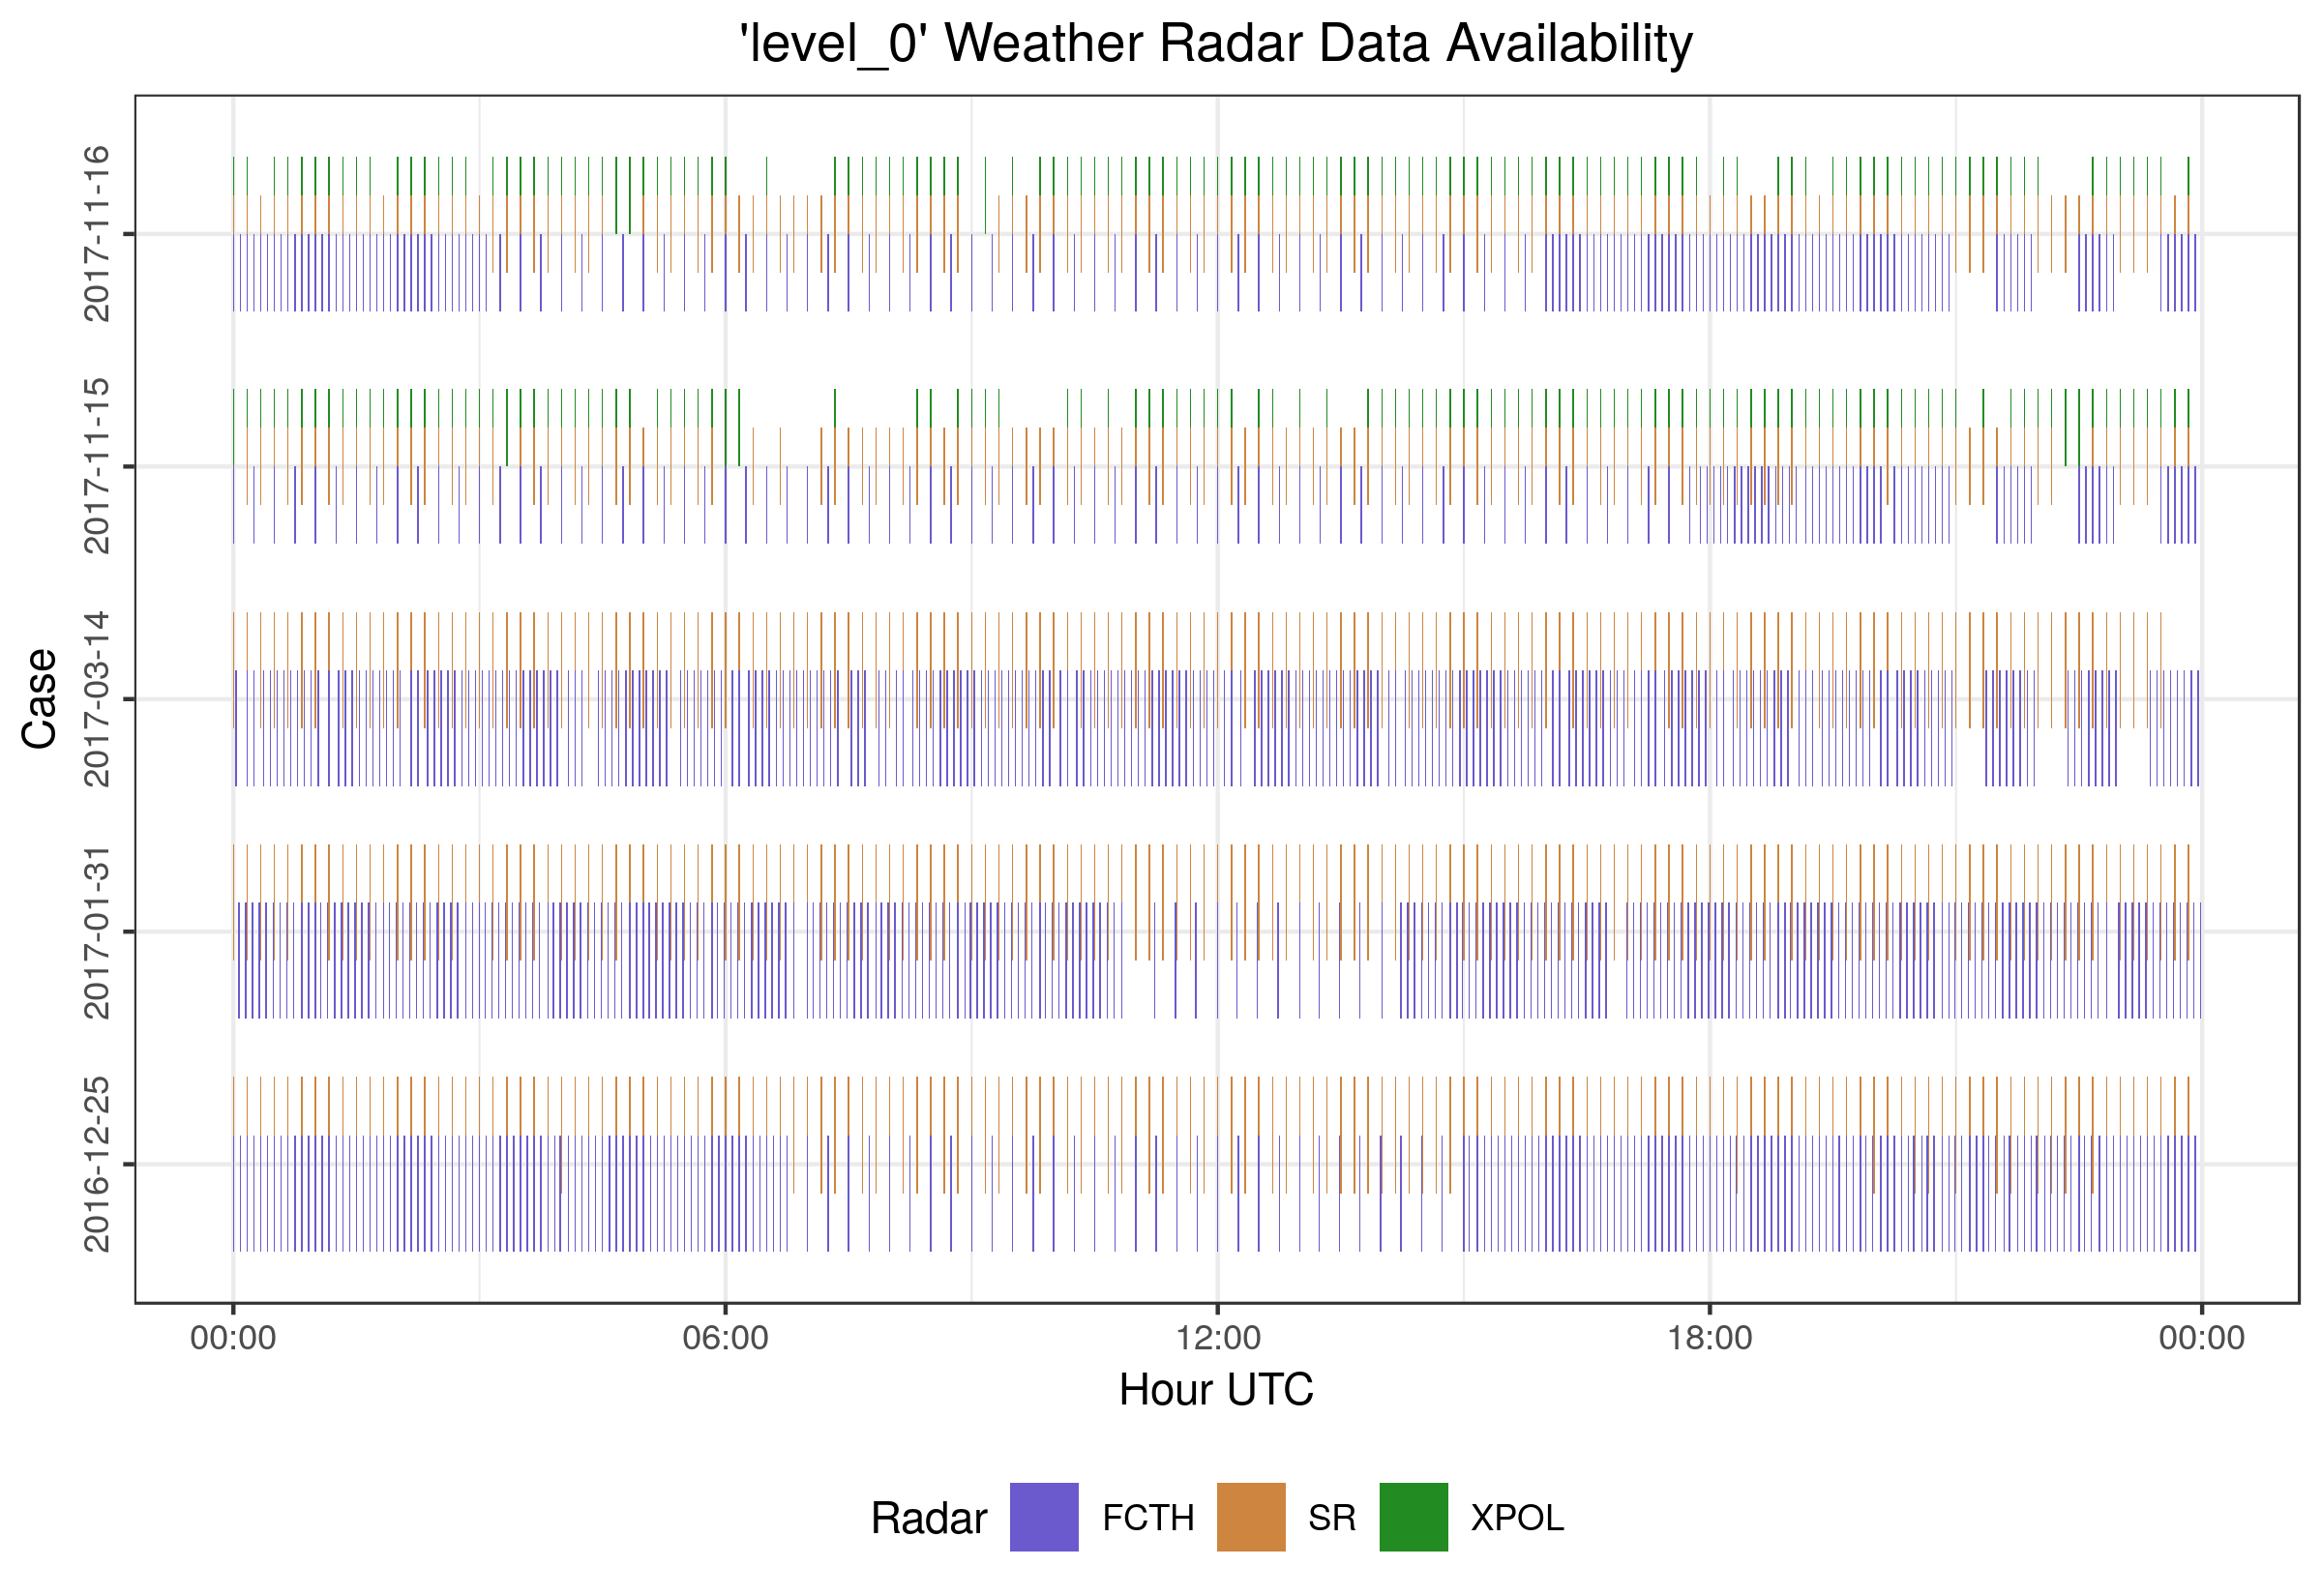 'level_0' Weather Radar Data Availability
Case
2017-11-16
2017-11-15
2017-03-14
2017-01-31
2016-12-25
00:00 06:00 12:00 18:00 00:00
Hour UTC
Radar FCTH SR XPOL